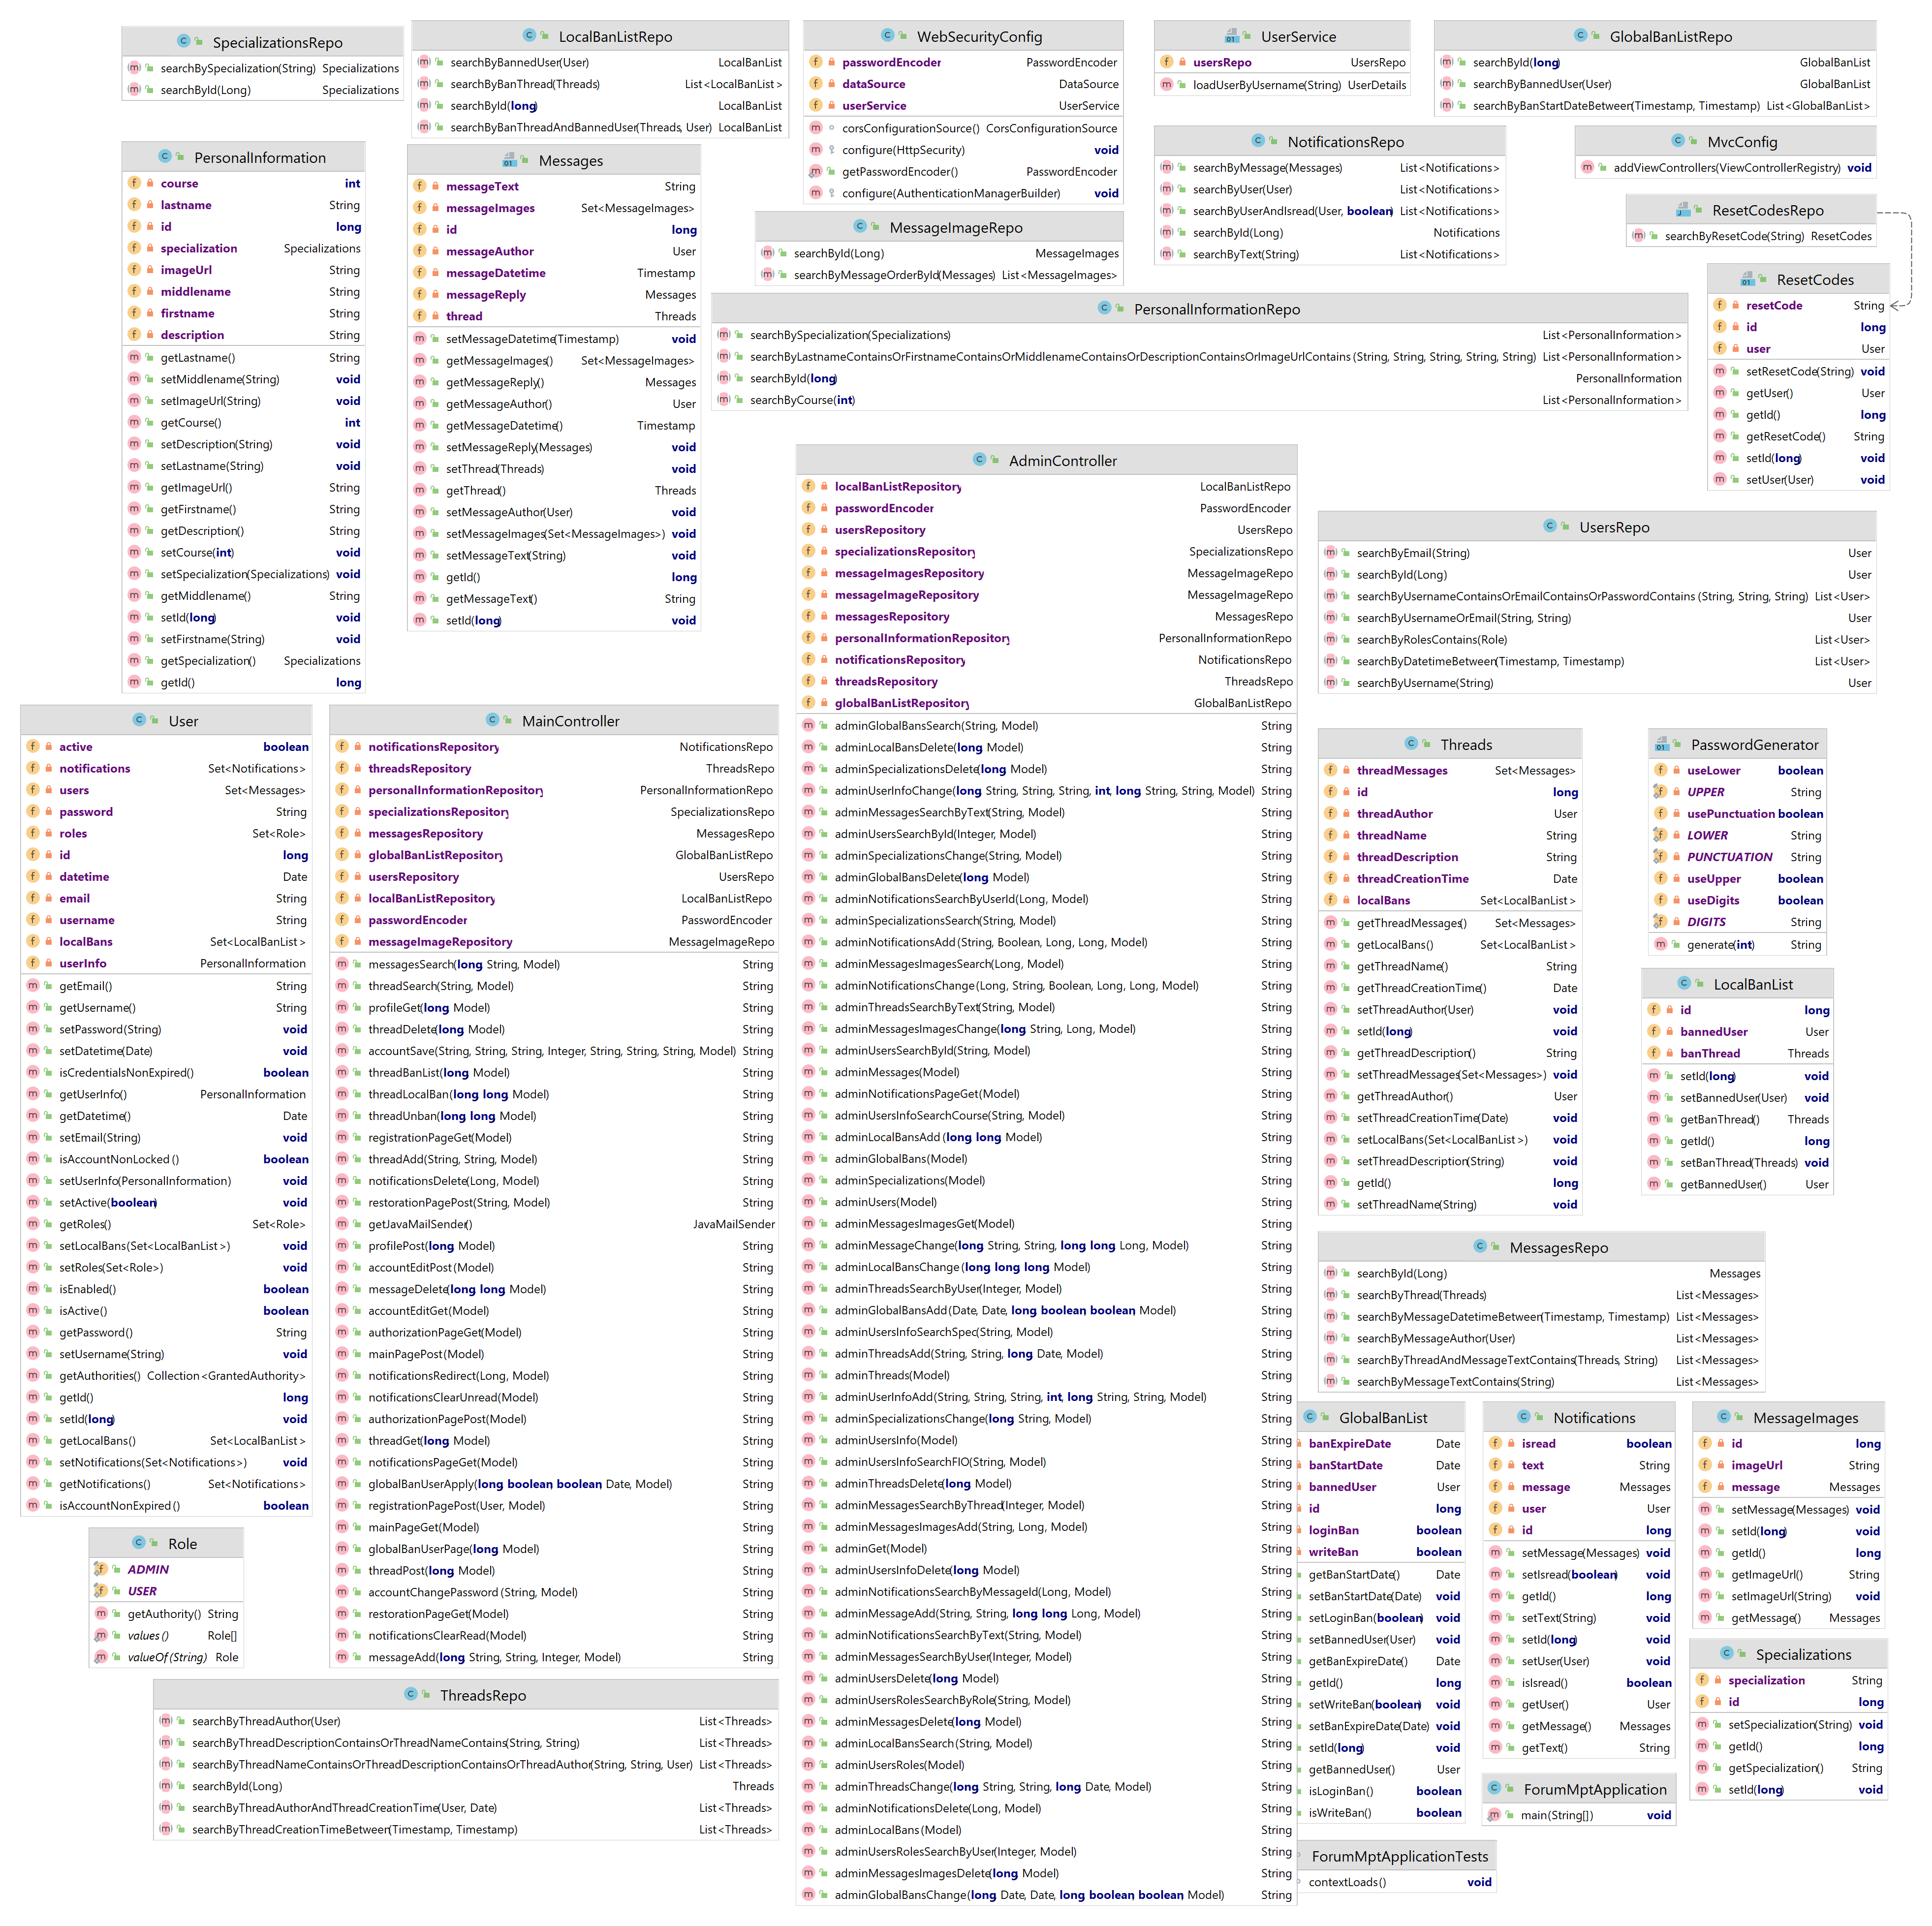 SpecializationsRepo
searchBySpecialization(String) Specializations
searchById(Long) Specializations
LocalBanListRepo
searchByBannedUser(User) LocalBanList
searchByBanThread(Threads) List<LocalBanList>
searchById(long) LocalBanList
searchByBanThreadAndBannedUser(Threads, User) LocalBanList
WebSecurityConfig
passwordEncoder PasswordEncoder
dataSource DataSource
userService UserService
corsConfigurationSource() CorsConfigurationSource
configure(HttpSecurity) void
getPasswordEncoder() PasswordEncoder
configure(AuthenticationManagerBuilder) void
UserService
usersRepo UsersRepo
loadUserByUsername(String) UserDetails
GlobalBanListRepo
searchById(long) GlobalBanList
searchByBannedUser(User) GlobalBanList
searchByBanStartDateBetween(Timestamp, Timestamp) List<GlobalBanList>
NotificationsRepo
searchByMessage(Messages) List<Notifications>
searchByUser(User) List<Notifications>
searchByUserAndIsread(User, boolean) List<Notifications>
searchById(Long) Notifications
searchByText(String) List<Notifications>
MvcConfig
addViewControllers(ViewControllerRegistry) void
ResetCodesRepo
searchByResetCode(String) ResetCodes
PersonalInformation
course int
lastname String
id long
specialization Specializations
imageUrl String
middlename String
firstname String
description String
getLastname() String
setMiddlename(String) void
setImageUrl(String) void
getCourse() int
setDescription(String) void
setLastname(String) void
getImageUrl() String
getFirstname() String
getDescription() String
setCourse(int) void
setSpecialization(Specializations) void
getMiddlename() String
setId(long) void
setFirstname(String) void
getSpecialization() Specializations
getId() long
Messages
messageText String
messageImages Set<MessageImages>
id long
messageAuthor User
messageDatetime Timestamp
messageReply Messages
thread Threads
setMessageDatetime(Timestamp) void
getMessageImages() Set<MessageImages>
getMessageReply() Messages
getMessageAuthor() User
getMessageDatetime() Timestamp
setMessageReply(Messages) void
setThread(Threads) void
getThread() Threads
setMessageAuthor(User) void
setMessageImages(Set<MessageImages>) void
setMessageText(String) void
getId() long
getMessageText() String
setId(long) void
MessageImageRepo
searchById(Long) MessageImages
searchByMessageOrderById(Messages) List<MessageImages>
PersonalInformationRepo
searchBySpecialization(Specializations) List<PersonalInformation>
searchByLastnameContainsOrFirstnameContainsOrMiddlenameContainsOrDescriptionContainsOrImageUrlContains(String, String, String, String, String) List<PersonalInformation>
searchById(long) PersonalInformation
searchByCourse(int) List<PersonalInformation>
ResetCodes
resetCode String
id long
user User
setResetCode(String) void
getUser() User
getId() long
getResetCode() String
setId(long) void
setUser(User) void
AdminController
localBanListRepository LocalBanListRepo
passwordEncoder PasswordEncoder
usersRepository UsersRepo
specializationsRepository SpecializationsRepo
messageImagesRepository MessageImageRepo
messageImageRepository MessageImageRepo
messagesRepository MessagesRepo
personalInformationRepository PersonalInformationRepo
notificationsRepository NotificationsRepo
threadsRepository ThreadsRepo
globalBanListRepository GlobalBanListRepo
adminGlobalBansSearch(String, Model) String
adminLocalBansDelete(long Model) String
adminSpecializationsDelete(long Model) String
adminUserInfoChange(long String, String, String, int, long String, String, Model) String
adminMessagesSearchByText(String, Model) String
adminUsersSearchById(Integer, Model) String
adminSpecializationsChange(String, Model) String
adminGlobalBansDelete(long Model) String
adminNotificationsSearchByUserId(Long, Model) String
adminSpecializationsSearch(String, Model) String
adminNotificationsAdd(String, Boolean, Long, Long, Model) String
adminMessagesImagesSearch(Long, Model) String
adminNotificationsChange(Long, String, Boolean, Long, Long, Model) String
adminThreadsSearchByText(String, Model) String
adminMessagesImagesChange(long String, Long, Model) String
adminUsersSearchById(String, Model) String
adminMessages(Model) String
adminNotificationsPageGet(Model) String
adminUsersInfoSearchCourse(String, Model) String
adminLocalBansAdd(long long Model) String
adminGlobalBans(Model) String
adminSpecializations(Model) String
adminUsers(Model) String
adminMessagesImagesGet(Model) String
adminMessageChange(long String, String, long long Long, Model) String
adminLocalBansChange(long long long Model) String
adminThreadsSearchByUser(Integer, Model) String
adminGlobalBansAdd(Date, Date, long boolean boolean Model) String
adminUsersInfoSearchSpec(String, Model) String
adminThreadsAdd(String, String, long Date, Model) String
adminThreads(Model) String
adminUserInfoAdd(String, String, String, int, long String, String, Model) String
adminSpecializationsChange(long String, Model) String
adminUsersInfo(Model) String
adminUsersInfoSearchFIO(String, Model) String
adminThreadsDelete(long Model) String
adminMessagesSearchByThread(Integer, Model) String
adminMessagesImagesAdd(String, Long, Model) String
adminGet(Model) String
adminUsersInfoDelete(long Model) String
adminNotificationsSearchByMessageId(Long, Model) String
adminMessageAdd(String, String, long long Long, Model) String
adminNotificationsSearchByText(String, Model) String
adminMessagesSearchByUser(Integer, Model) String
adminUsersDelete(long Model) String
adminUsersRolesSearchByRole(String, Model) String
adminMessagesDelete(long Model) String
adminLocalBansSearch(String, Model) String
adminUsersRoles(Model) String
adminThreadsChange(long String, String, long Date, Model) String
adminNotificationsDelete(Long, Model) String
adminLocalBans(Model) String
adminUsersRolesSearchByUser(Integer, Model) String
adminMessagesImagesDelete(long Model) String
adminGlobalBansChange(long Date, Date, long boolean boolean Model) String
UsersRepo
searchByEmail(String) User
searchById(Long) User
searchByUsernameContainsOrEmailContainsOrPasswordContains(String, String, String) List<User>
searchByUsernameOrEmail(String, String) User
searchByRolesContains(Role) List<User>
searchByDatetimeBetween(Timestamp, Timestamp) List<User>
searchByUsername(String) User
User
active boolean
notifications Set<Notifications>
users Set<Messages>
password String
roles Set<Role>
id long
datetime Date
email String
username String
localBans Set<LocalBanList>
userInfo PersonalInformation
getEmail() String
getUsername() String
setPassword(String) void
setDatetime(Date) void
isCredentialsNonExpired() boolean
getUserInfo() PersonalInformation
getDatetime() Date
setEmail(String) void
isAccountNonLocked() boolean
setUserInfo(PersonalInformation) void
setActive(boolean) void
getRoles() Set<Role>
setLocalBans(Set<LocalBanList>) void
setRoles(Set<Role>) void
isEnabled() boolean
isActive() boolean
getPassword() String
setUsername(String) void
getAuthorities() Collection<GrantedAuthority>
getId() long
setId(long) void
getLocalBans() Set<LocalBanList>
setNotifications(Set<Notifications>) void
getNotifications() Set<Notifications>
isAccountNonExpired() boolean
MainController
notificationsRepository NotificationsRepo
threadsRepository ThreadsRepo
personalInformationRepository PersonalInformationRepo
specializationsRepository SpecializationsRepo
messagesRepository MessagesRepo
globalBanListRepository GlobalBanListRepo
usersRepository UsersRepo
localBanListRepository LocalBanListRepo
passwordEncoder PasswordEncoder
messageImageRepository MessageImageRepo
messagesSearch(long String, Model) String
threadSearch(String, Model) String
profileGet(long Model) String
threadDelete(long Model) String
accountSave(String, String, String, Integer, String, String, String, Model) String
threadBanList(long Model) String
threadLocalBan(long long Model) String
threadUnban(long long Model) String
registrationPageGet(Model) String
threadAdd(String, String, Model) String
notificationsDelete(Long, Model) String
restorationPagePost(String, Model) String
getJavaMailSender() JavaMailSender
profilePost(long Model) String
accountEditPost(Model) String
messageDelete(long long Model) String
accountEditGet(Model) String
authorizationPageGet(Model) String
mainPagePost(Model) String
notificationsRedirect(Long, Model) String
notificationsClearUnread(Model) String
authorizationPagePost(Model) String
threadGet(long Model) String
notificationsPageGet(Model) String
globalBanUserApply(long boolean boolean Date, Model) String
registrationPagePost(User, Model) String
mainPageGet(Model) String
globalBanUserPage(long Model) String
threadPost(long Model) String
accountChangePassword(String, Model) String
restorationPageGet(Model) String
notificationsClearRead(Model) String
messageAdd(long String, String, Integer, Model) String
Threads
threadMessages Set<Messages>
id long
threadAuthor User
threadName String
threadDescription String
threadCreationTime Date
localBans Set<LocalBanList>
getThreadMessages() Set<Messages>
getLocalBans() Set<LocalBanList>
getThreadName() String
getThreadCreationTime() Date
setThreadAuthor(User) void
setId(long) void
getThreadDescription() String
setThreadMessages(Set<Messages>) void
getThreadAuthor() User
setThreadCreationTime(Date) void
setLocalBans(Set<LocalBanList>) void
setThreadDescription(String) void
getId() long
setThreadName(String) void
PasswordGenerator
useLower boolean
UPPER String
usePunctuation boolean
LOWER String
PUNCTUATION String
useUpper boolean
useDigits boolean
DIGITS String
generate(int) String
LocalBanList
id long
bannedUser User
banThread Threads
setId(long) void
setBannedUser(User) void
getBanThread() Threads
getId() long
setBanThread(Threads) void
getBannedUser() User
MessagesRepo
searchById(Long) Messages
searchByThread(Threads) List<Messages>
searchByMessageDatetimeBetween(Timestamp, Timestamp) List<Messages>
searchByMessageAuthor(User) List<Messages>
searchByThreadAndMessageTextContains(Threads, String) List<Messages>
searchByMessageTextContains(String) List<Messages>
GlobalBanList
banExpireDate Date
banStartDate Date
bannedUser User
id long
loginBan boolean
writeBan boolean
getBanStartDate() Date
setBanStartDate(Date) void
setLoginBan(boolean) void
setBannedUser(User) void
getBanExpireDate() Date
getId() long
setWriteBan(boolean) void
setBanExpireDate(Date) void
setId(long) void
getBannedUser() User
isLoginBan() boolean
isWriteBan() boolean
Notifications
isread boolean
text String
message Messages
user User
id long
setMessage(Messages) void
setIsread(boolean) void
getId() long
setText(String) void
setId(long) void
setUser(User) void
isIsread() boolean
getUser() User
getMessage() Messages
getText() String
MessageImages
id long
imageUrl String
message Messages
setMessage(Messages) void
setId(long) void
getId() long
getImageUrl() String
setImageUrl(String) void
getMessage() Messages
Role
ADMIN
USER
getAuthority() String
values() Role[]
valueOf(String) Role
Specializations
specialization String
id long
setSpecialization(String) void
getId() long
getSpecialization() String
setId(long) void
ThreadsRepo
searchByThreadAuthor(User) List<Threads>
searchByThreadDescriptionContainsOrThreadNameContains(String, String) List<Threads>
searchByThreadNameContainsOrThreadDescriptionContainsOrThreadAuthor(String, String, User) List<Threads>
searchById(Long) Threads
searchByThreadAuthorAndThreadCreationTime(User, Date) List<Threads>
searchByThreadCreationTimeBetween(Timestamp, Timestamp) List<Threads>
ForumMptApplication
main(String[]) void
ForumMptApplicationTests
contextLoads() void